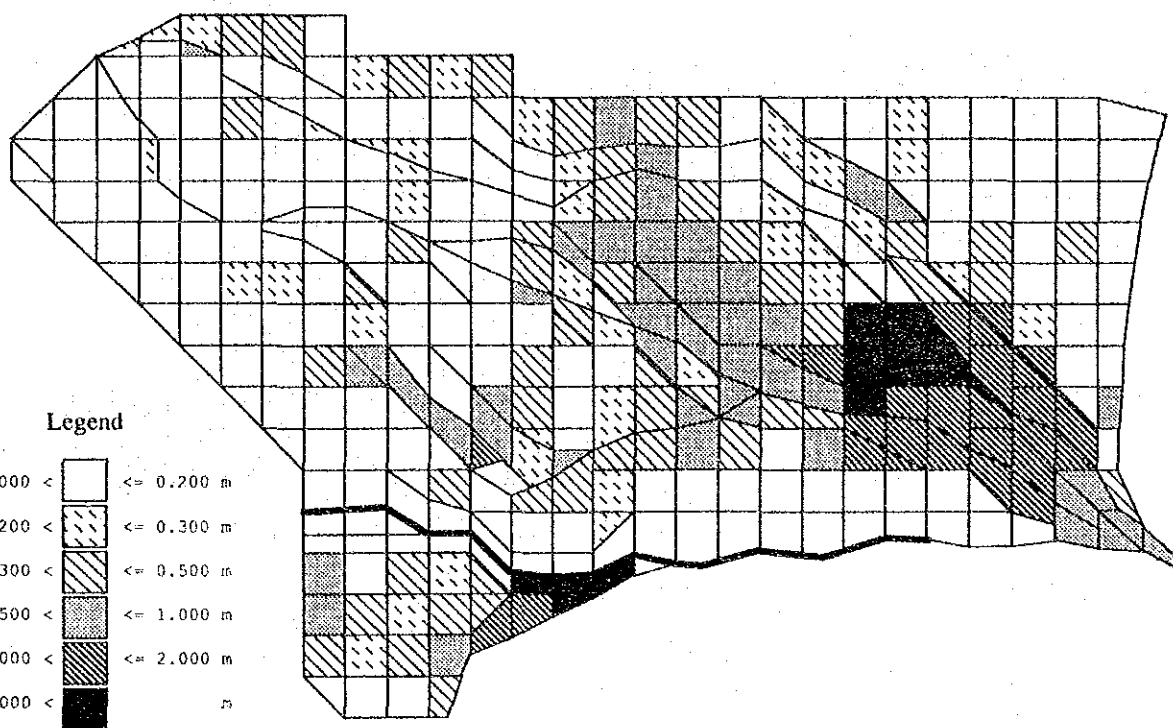 Legend
000 < <= 0.200 m
200 < <= 0.300 m
300 < <= 0.500 m
500 < <= 1.000 m
000 < <= 2.000 m
000 < m